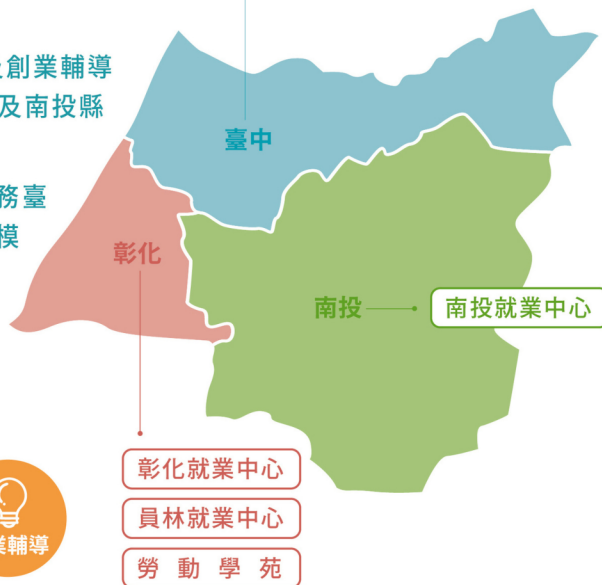 創業輔導
及南投縣
務臺
模
臺中
彰化
南投
南投就業中心
彰化就業中心
員林就業中心
勞動學苑
業輔導